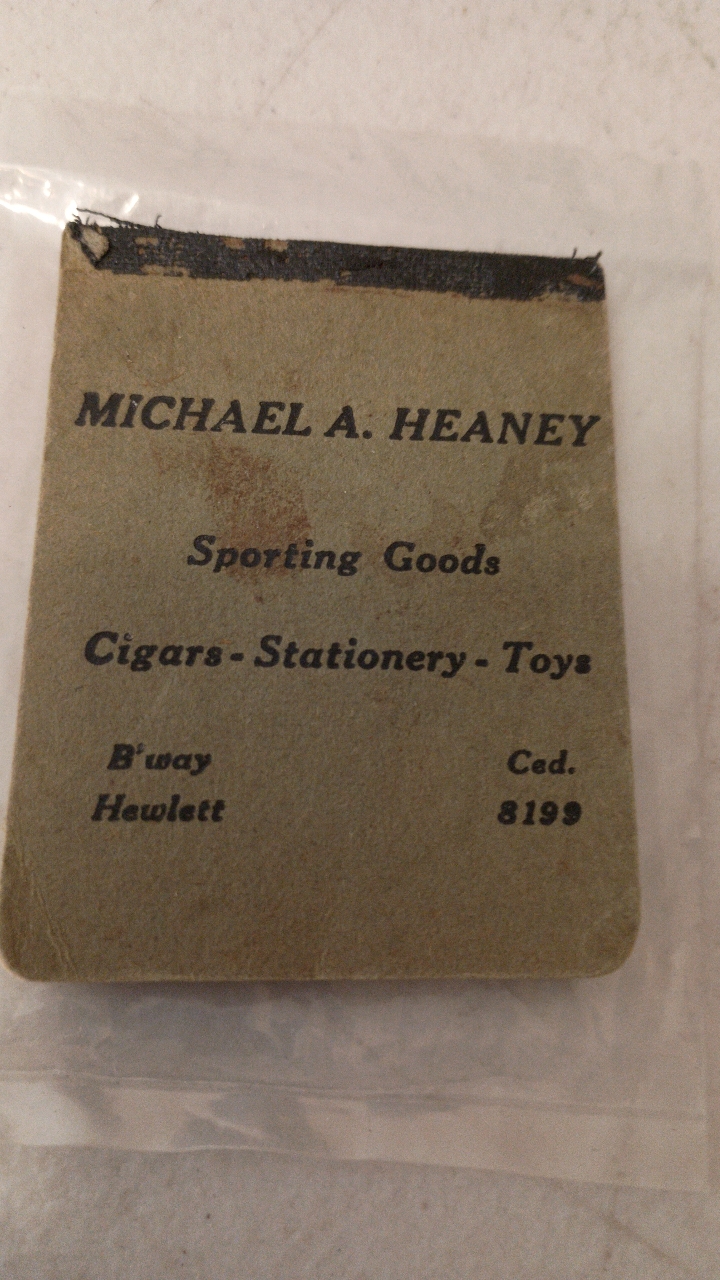 MICHAEL A. HEANEY
Sporting Goods
Cigars - Stationery - Toys
B'way Ced.
Hewlett 8199